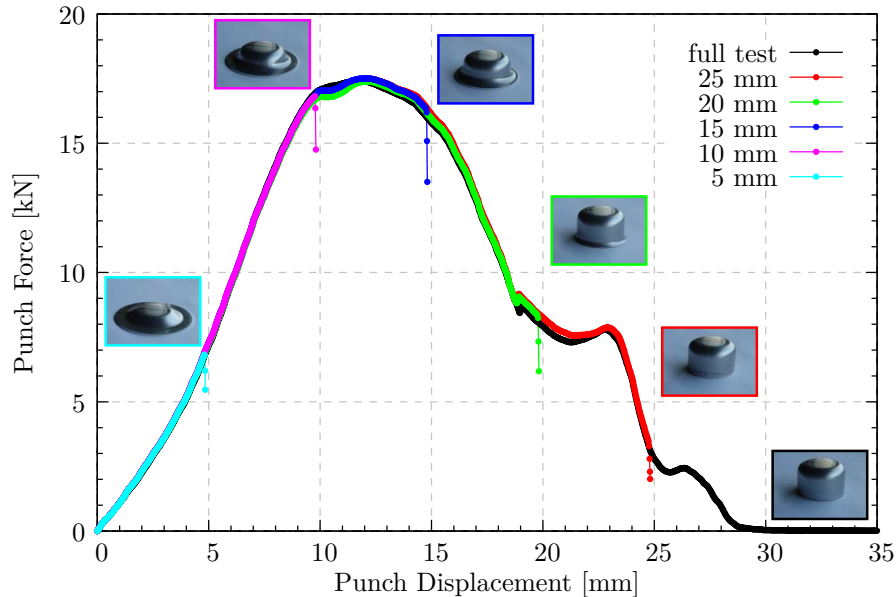 20
15
10
5
0
Punch Force [kN]
full test
25 mm
20 mm
15 mm
10 mm
5 mm
0 5 10 15 20 25 30 35
Punch Displacement [mm]